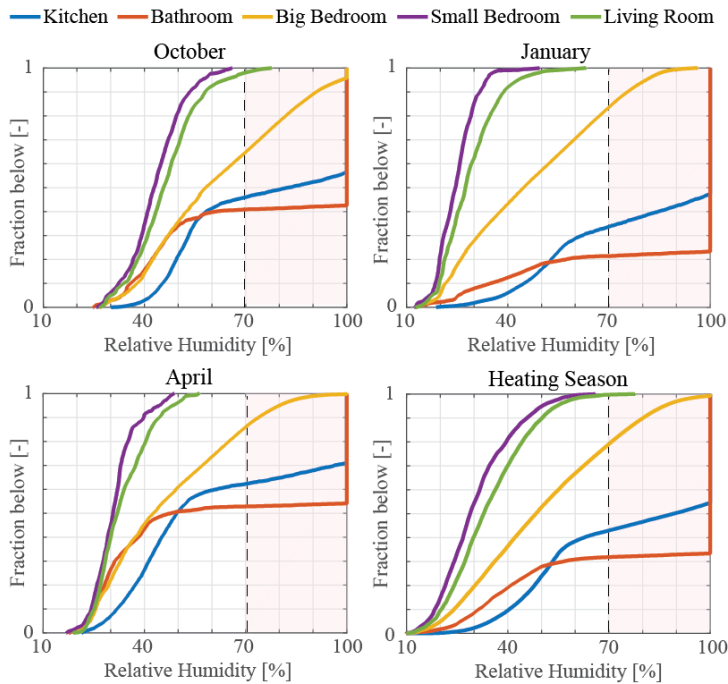 Kitchen Bathroom Big Bedroom Small Bedroom Living Room
October January
1 1
Fraction below [-] Fraction below [-]
0 0
10 40 70 100 10 40 70 100
Relative Humidity [%] Relative Humidity [%]
April Heating Season
1 1
Fraction below [-] Fraction below [-]
0 0
10 40 70 100 10 40 70 100
Relative Humidity [%] Relative Humidity [%]